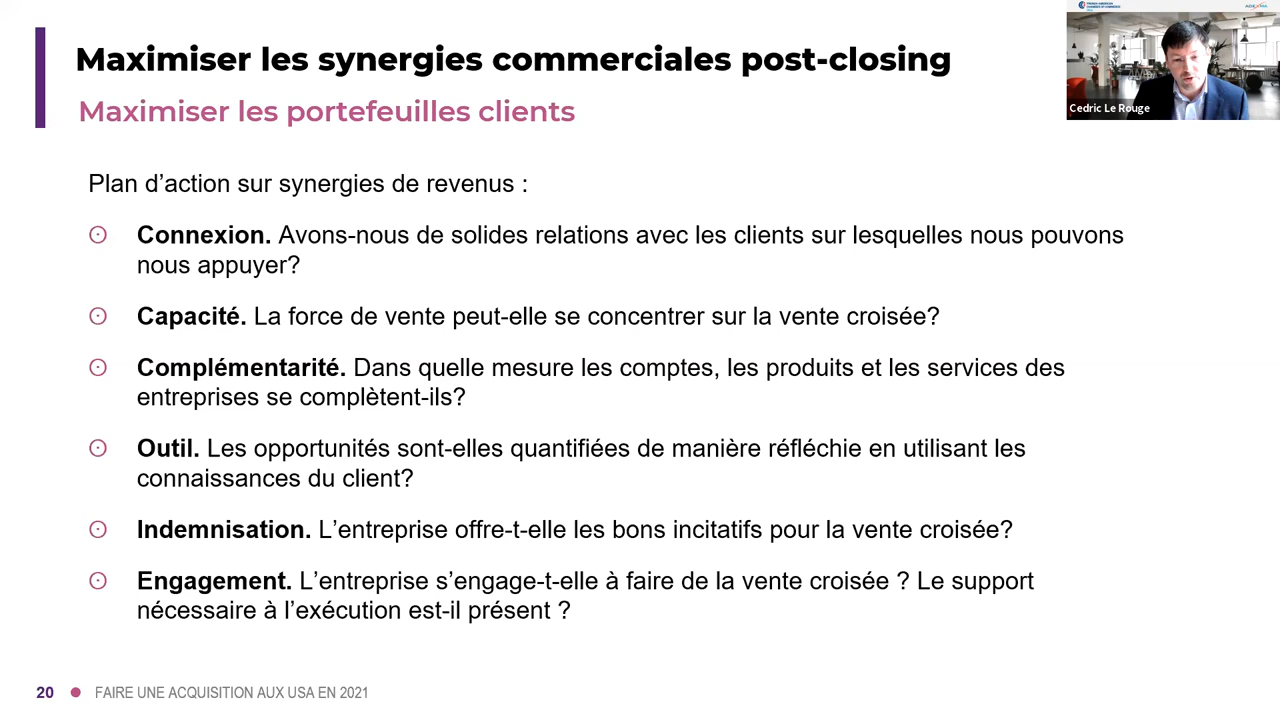 Maximiser les synergies commerciales post-closing
Maximiser les portefeuilles clients
Cedric Le Rouge
Plan d’action sur synergies de revenus :
Connexion. Avons-nous de solides relations avec les clients sur lesquelles nous pouvons
nous appuyer?
Capacité. La force de vente peut-elle se concentrer sur la vente croisée?
Complémentarité. Dans quelle mesure les comptes, les produits et les services des
entreprises se complètent-ils?
Outil. Les opportunités sont-elles quantifiées de manière réfléchie en utilisant les
connaissances du client?
Indemnisation. L’entreprise offre-t-elle les bons incitatifs pour la vente croisée?
Engagement. L’entreprise s’engage-t-elle à faire de la vente croisée ? Le support
nécessaire à l’exécution est-il présent ?
20 FAIRE UNE ACQUISITION AUX USA EN 2021